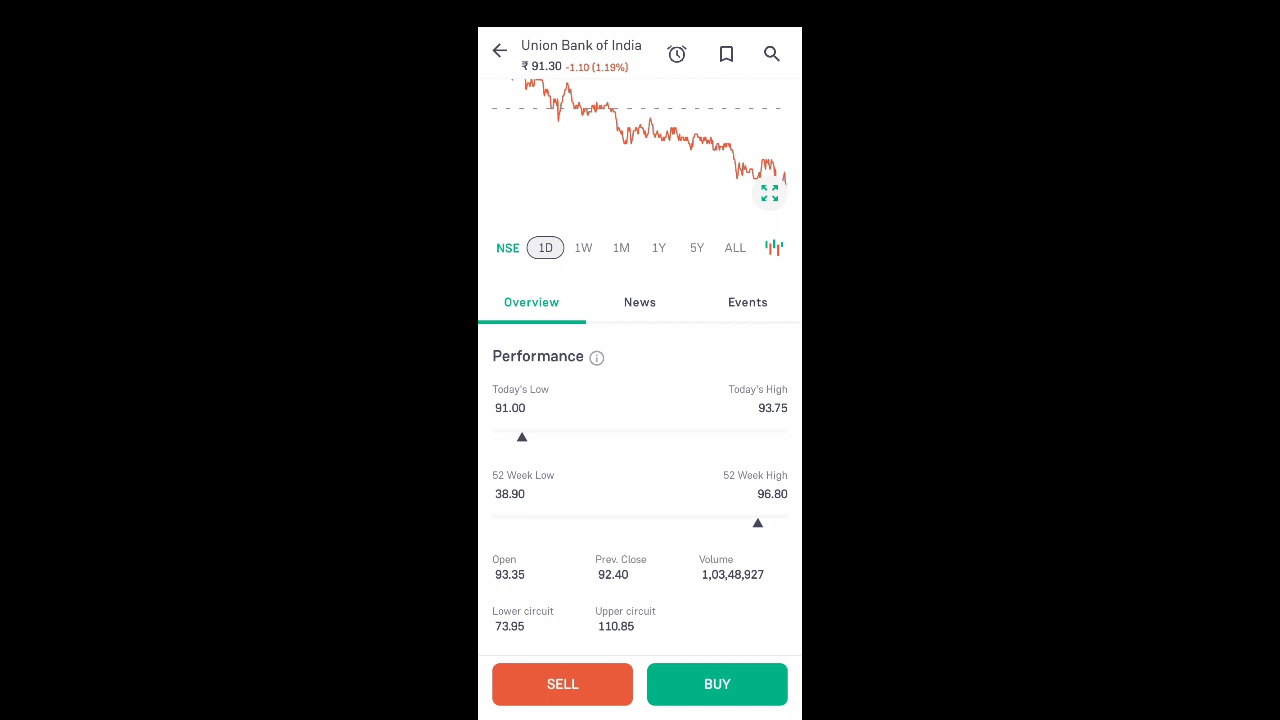 Union Bank of India
₹ 91.30 -1.10 (1.19%)
NSE 1D 1W 1M 1Y 5Y ALL
Overview News Events
Performance
Today's Low Today's High
91.00 93.75
52 Week Low 52 Week High
38.90 96.80
Open Prev. Close Volume
93.35 92.40 1,03,48,927
Lower circuit Upper circuit
73.95 110.85
SELL BUY